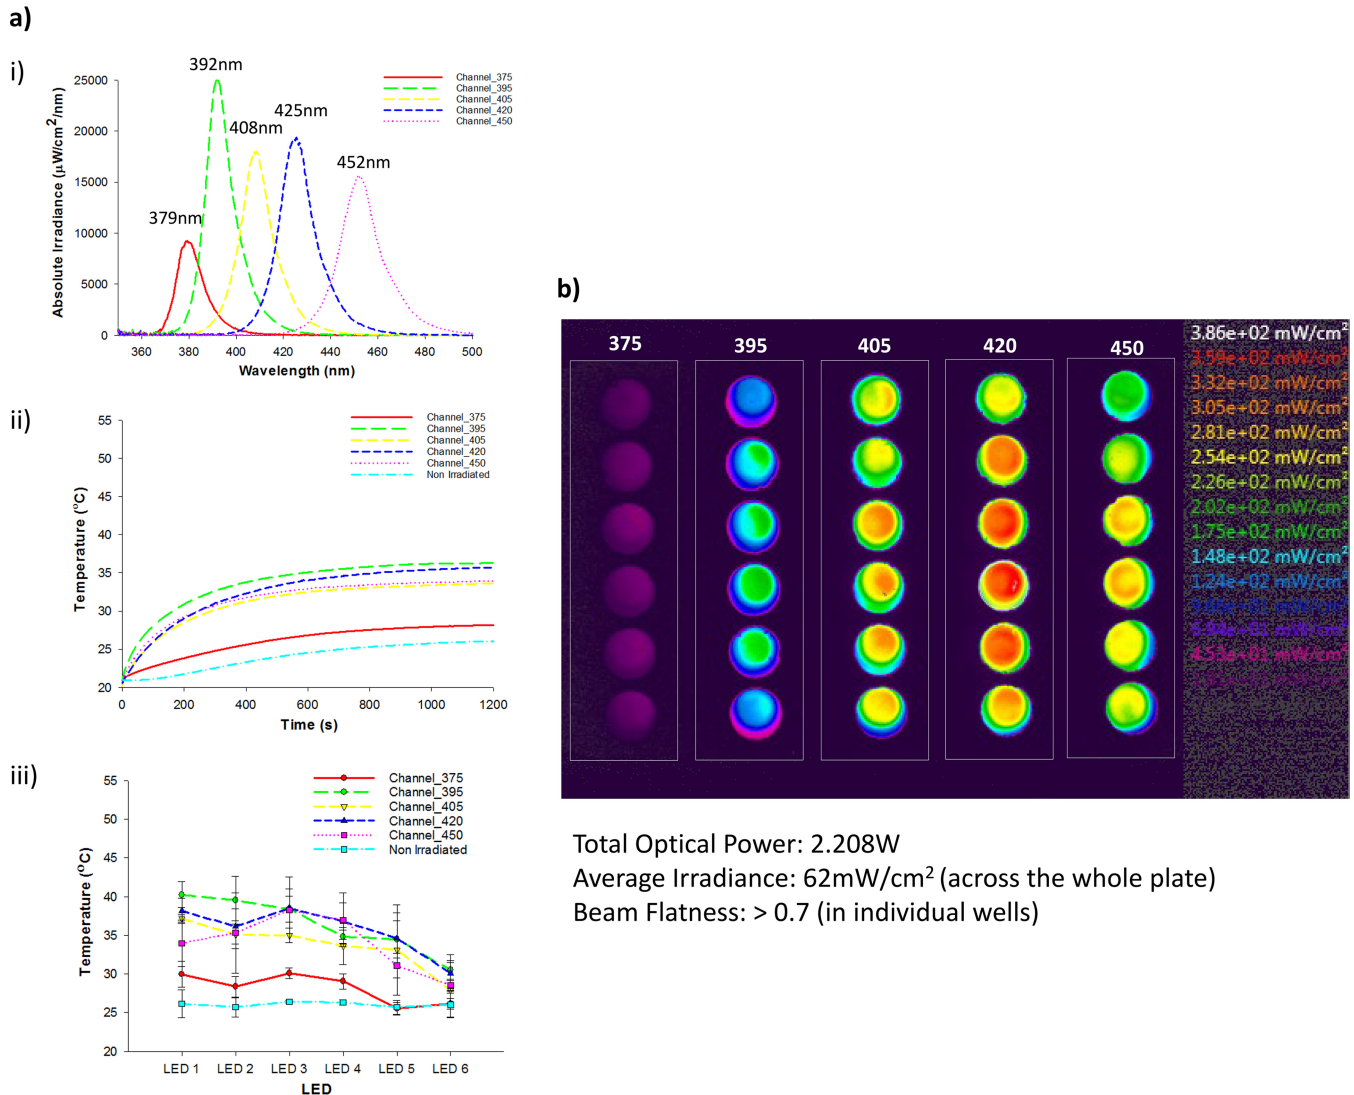 a)
i)
392nm
425nm
408nm
452nm
379nm
Channel_375
Channel_395
Channel_405
Channel_420
Channel_450
25000
20000
15000
10000
5000
0
Absolute Irradiance (μW/cm²/nm)
360 380 400 420 440 460 480 500
Wavelength (nm)
ii)
Channel_375
Channel_395
Channel_405
Channel_420
Channel_450
Non Irradiated
55
50
45
40
35
30
25
20
Temperature (°C)
0 200 400 600 800 1000 1200
Time (s)
iii)
Channel_375
Channel_395
Channel_405
Channel_420
Channel_450
Non Irradiated
55
50
45
40
35
30
25
20
Temperature (°C)
LED 1 LED 2 LED 3 LED 4 LED 5 LED 6
LED
b)
375 395 405 420 450
3.86e+02 mW/cm²
3.59e+02 mW/cm²
3.32e+02 mW/cm²
3.05e+02 mW/cm²
2.81e+02 mW/cm²
2.54e+02 mW/cm²
2.26e+02 mW/cm²
2.02e+02 mW/cm²
1.75e+02 mW/cm²
1.48e+02 mW/cm²
1.24e+02 mW/cm²
mW/cm²
6.94e+01 mW/cm²
4.53e+01 mW/cm²
Total Optical Power: 2.208W
Average Irradiance: 62mW/cm² (across the whole plate)
Beam Flatness: > 0.7 (in individual wells)